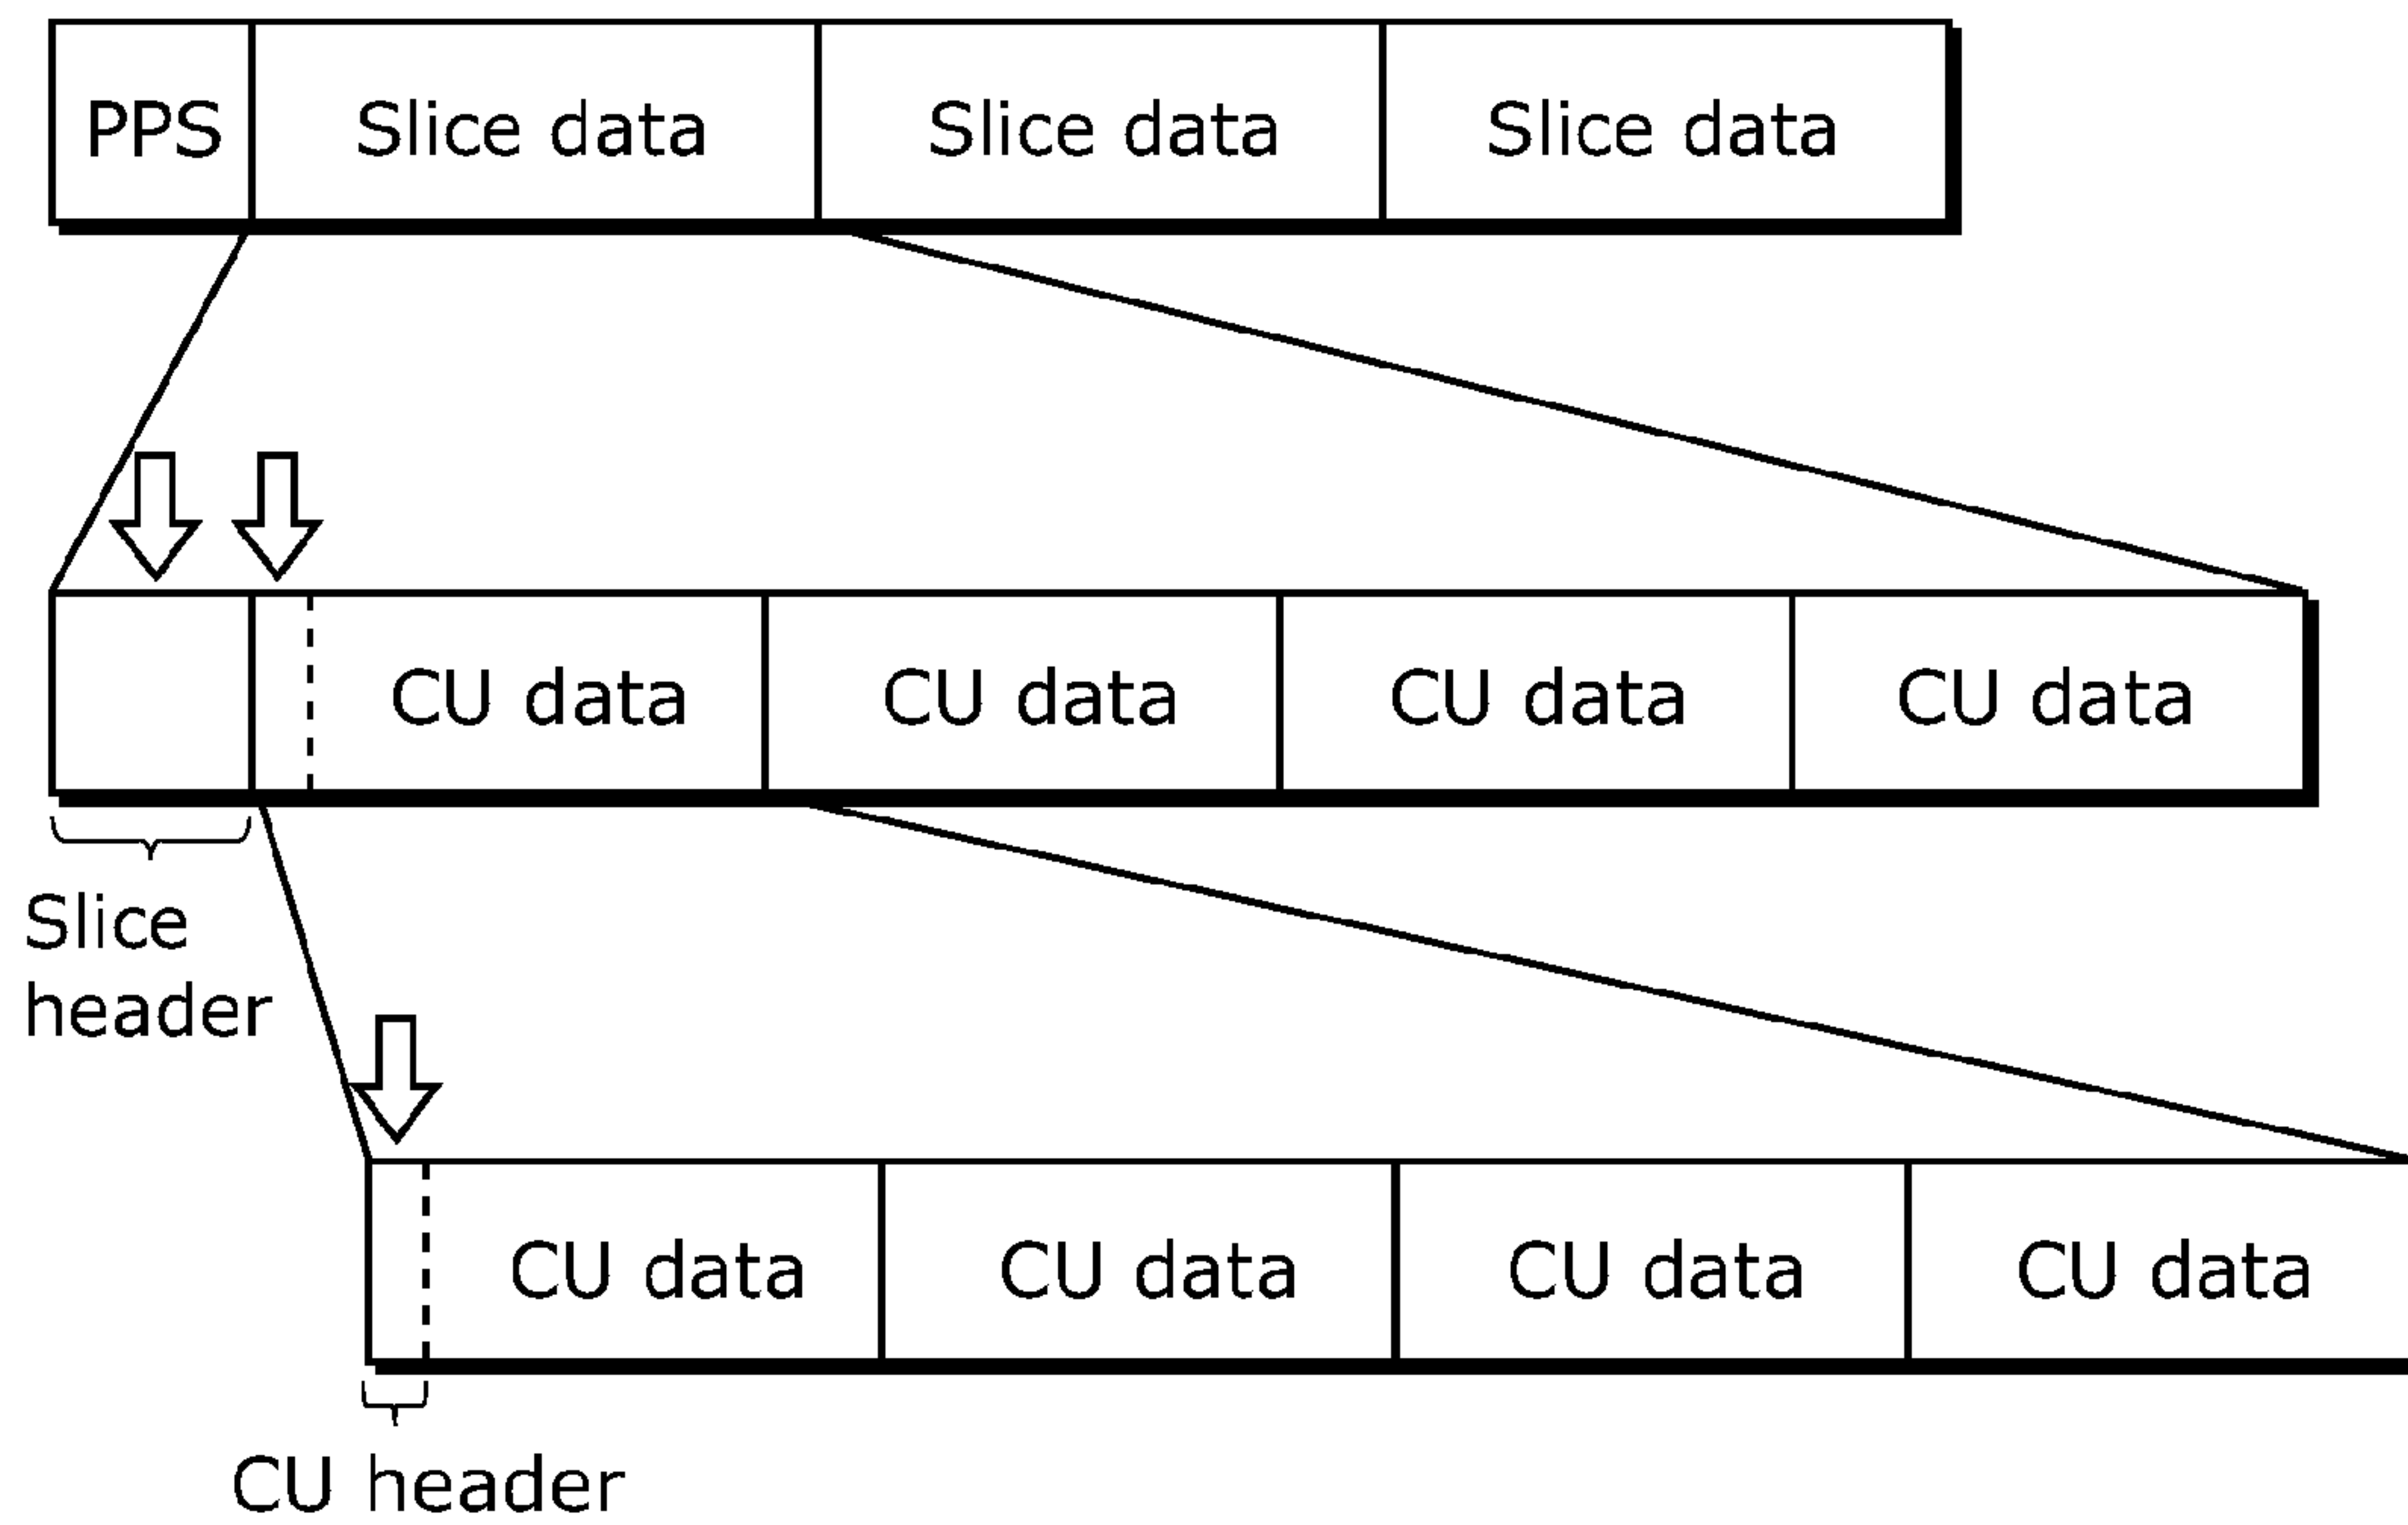 PPS Slice data Slice data Slice data
CU data CU data CU data CU data
Slice
header
CU data CU data CU data CU data
CU header